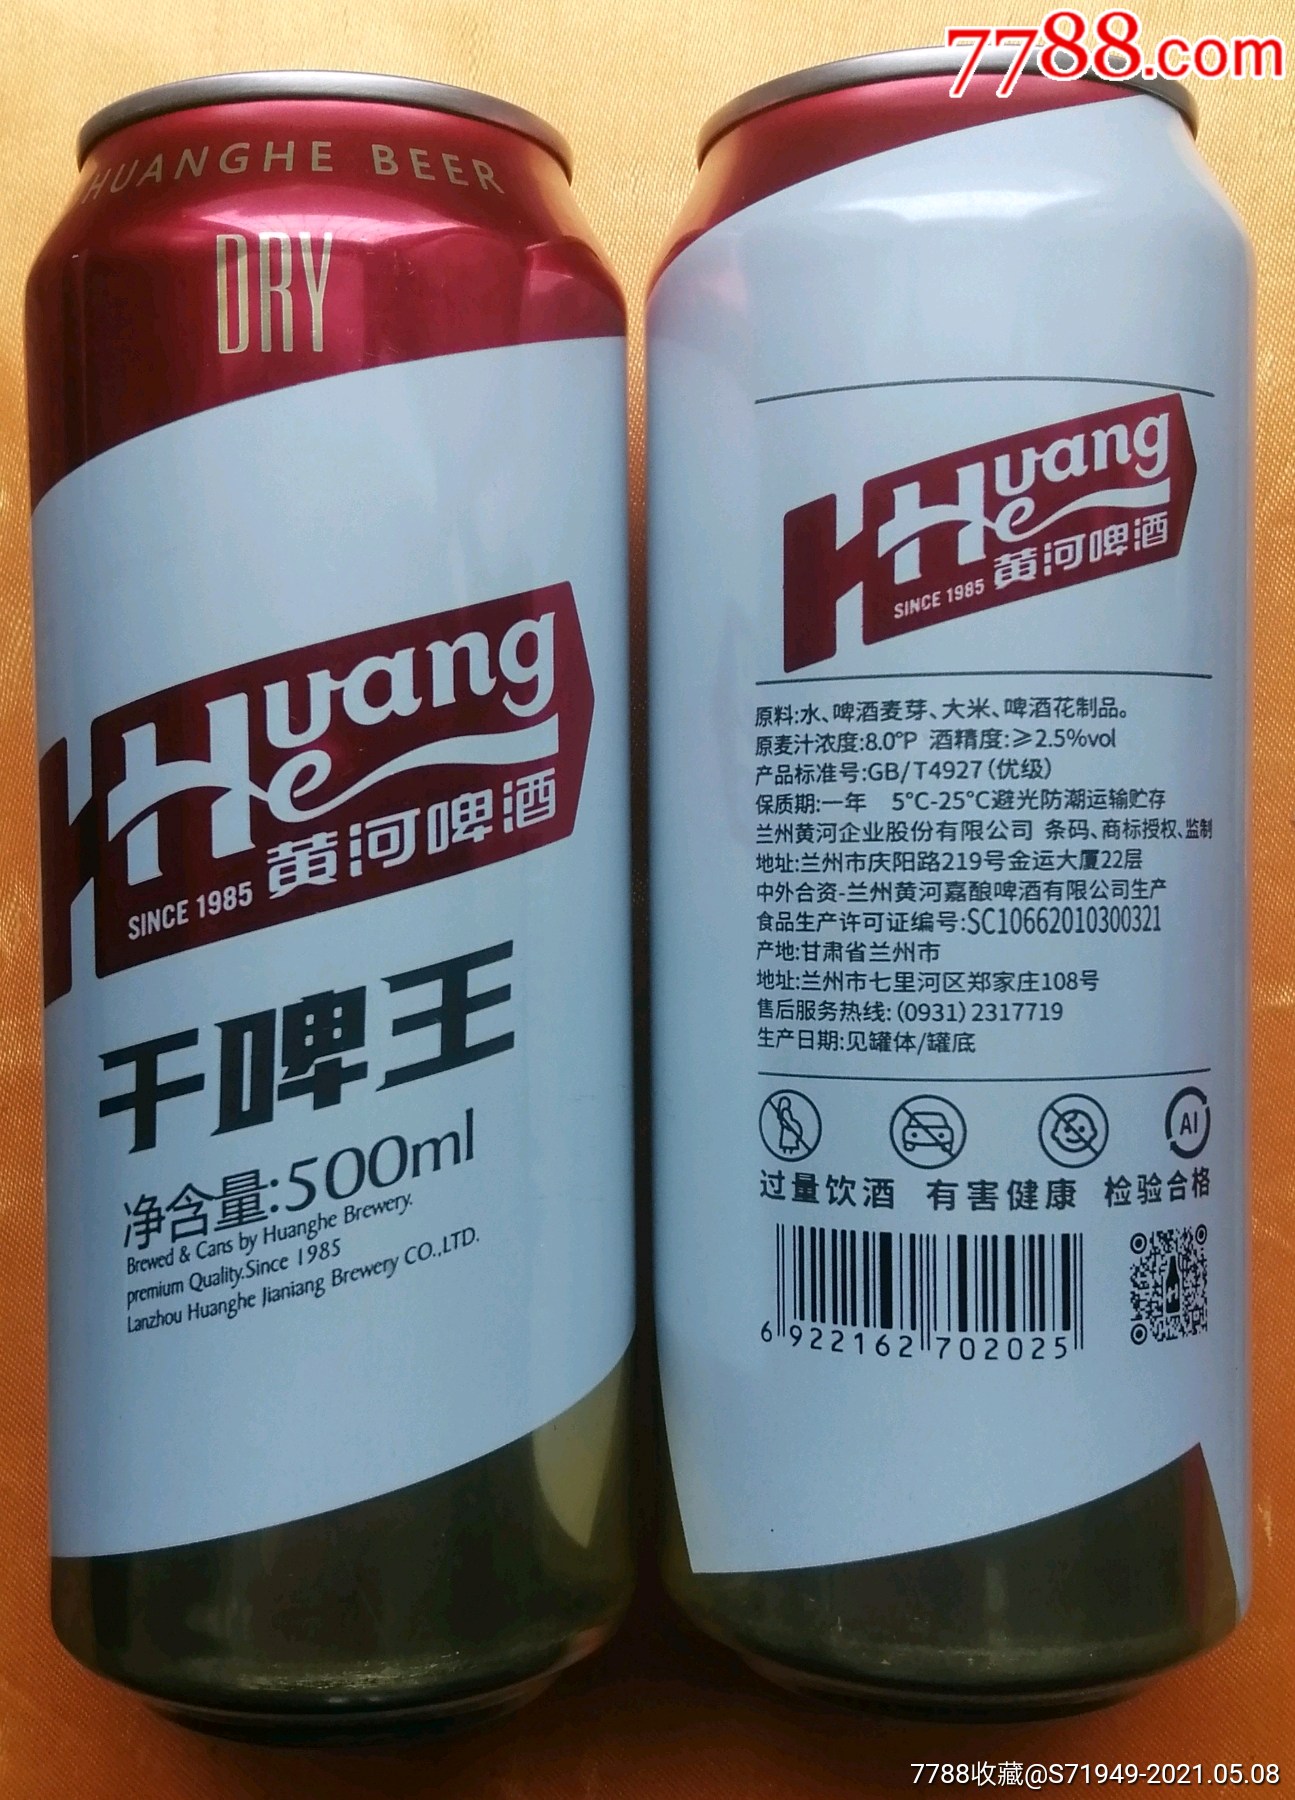 7788.com
HUANGHE BEER
DRY
Huang
He
黄河啤酒
SINCE 1985
干啤王
净含量:500ml
Brewed & Cans by Huanghe Brewery.
premium Quality.Since 1985
Lanzhou Huanghe Jianiang Brewery CO.,LTD.
Huang
He
黄河啤酒
SINCE 1985
原料:水、啤酒麦芽、大米、啤酒花制品。
原麦汁浓度:8.0°P 酒精度:≥2.5%vol
产品标准号:GB/T4927(优级)
保质期:一年 5°C-25°C避光防潮运输贮存
兰州黄河企业股份有限公司 条码、商标授权、监制
地址:兰州市庆阳路219号金运大厦22层
中外合资-兰州黄河嘉酿啤酒有限公司生产
食品生产许可证编号:SC10662010300321
产地:甘肃省兰州市
地址:兰州市七里河区郑家庄108号
售后服务热线:(0931)2317719
生产日期:见罐体/罐底
Al
过量饮酒 有害健康 检验合格
6 922162 702025
7788收藏@S71949-2021.05.08